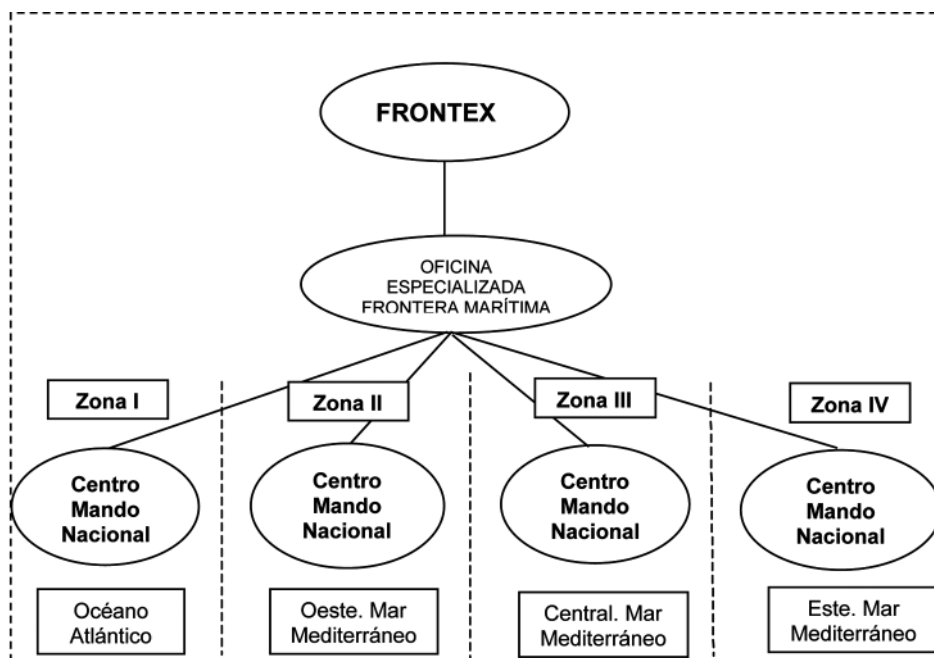 FRONTEX
OFICINA
ESPECIALIZADA
FRONTERA MARÍTIMA
Zona I
Zona II
Zona III
Zona IV
Centro
Mando
Nacional
Centro
Mando
Nacional
Centro
Mando
Nacional
Centro
Mando
Nacional
Océano
Atlántico
Oeste. Mar
Mediterráneo
Central. Mar
Mediterráneo
Este. Mar
Mediterráneo